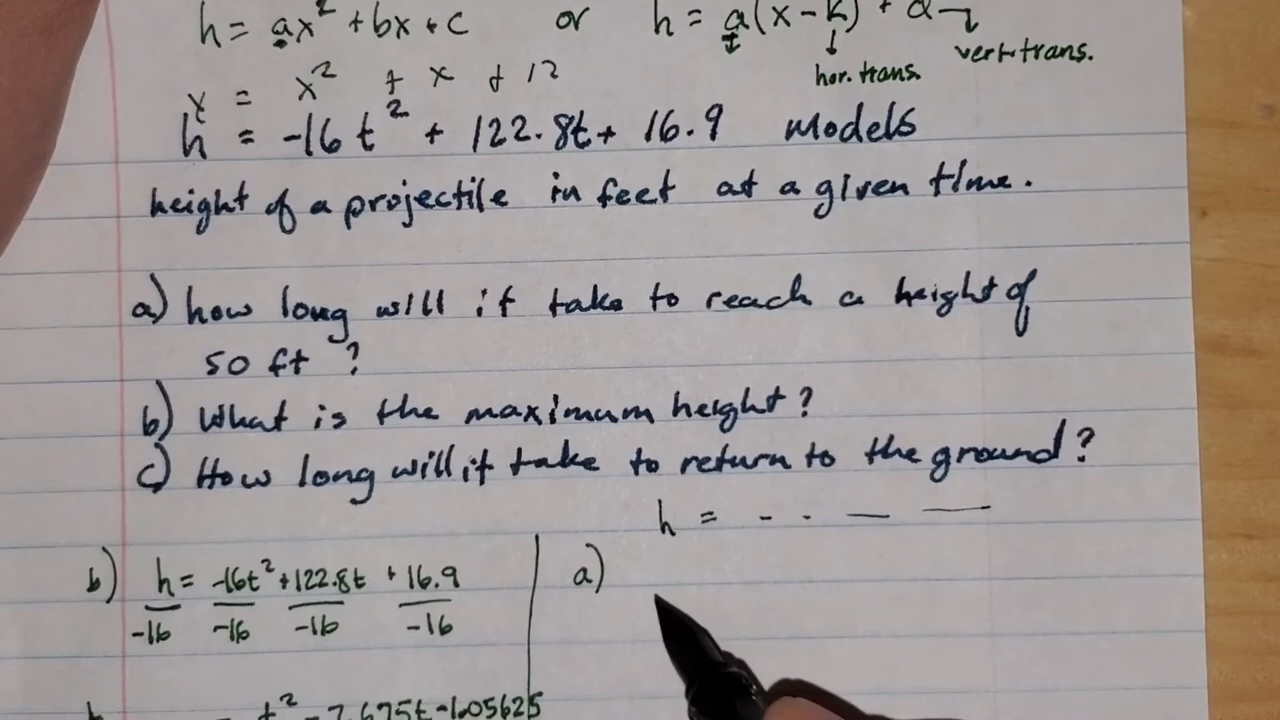 h = ax² + bx + c or h = a(x - k) + d
hor. trans. vert. trans.
y = x² + x + 12
h = -16t² + 122.8t + 16.9 models
height of a projectile in feet at a given time.
a) how long will it take to reach a height of
50 ft ?
b) What is the maximum height?
c) How long will it take to return to the ground?
h = - - — —
b) h = -16t² + 122.8t + 16.9 a)
-16 -16 -16 -16
t² - 7.675t - 1.05625